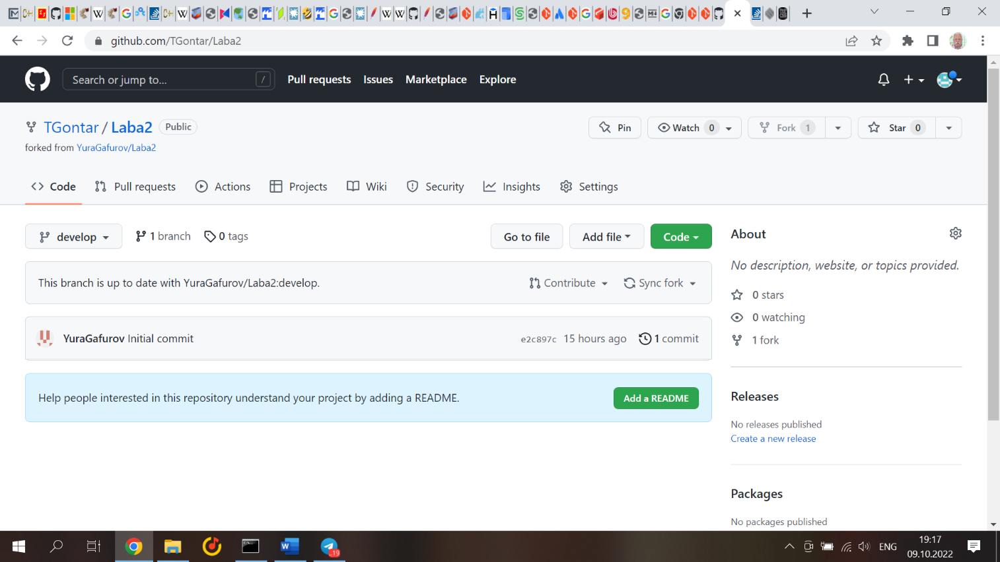 github.com/TGontar/Laba2
Search or jump to... /
Pull requests
Issues
Marketplace
Explore
TGontar / Laba2
Public
forked from YuraGafurov/Laba2
Pin
Watch 0
Fork 1
Star 0
Code
Pull requests
Actions
Projects
Wiki
Security
Insights
Settings
develop
1 branch
0 tags
Go to file
Add file
Code
This branch is up to date with YuraGafurov/Laba2:develop.
Contribute
Sync fork
YuraGafurov Initial commit
e2c897c 15 hours ago
1 commit
Help people interested in this repository understand your project by adding a README.
Add a README
About
No description, website, or topics provided.
0 stars
0 watching
1 fork
Releases
No releases published
Create a new release
Packages
No packages published
19
ENG
19:17
09.10.2022